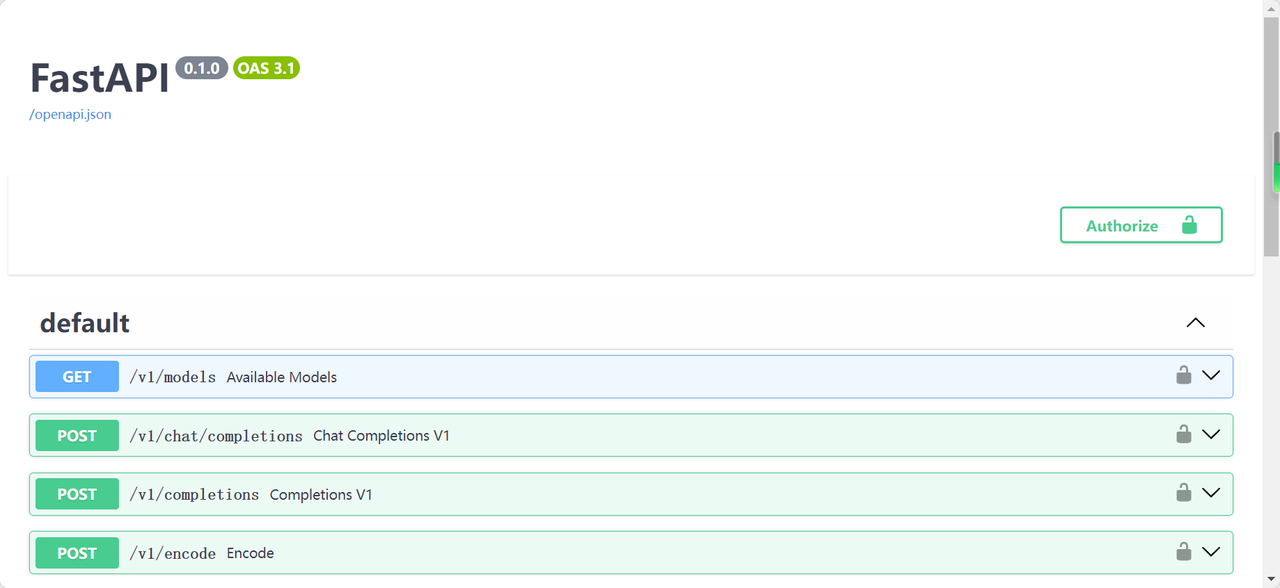 FastAPI 0.1.0 OAS 3.1
/openapi.json
Authorize
default
GET /v1/models Available Models
POST /v1/chat/completions Chat Completions V1
POST /v1/completions Completions V1
POST /v1/encode Encode